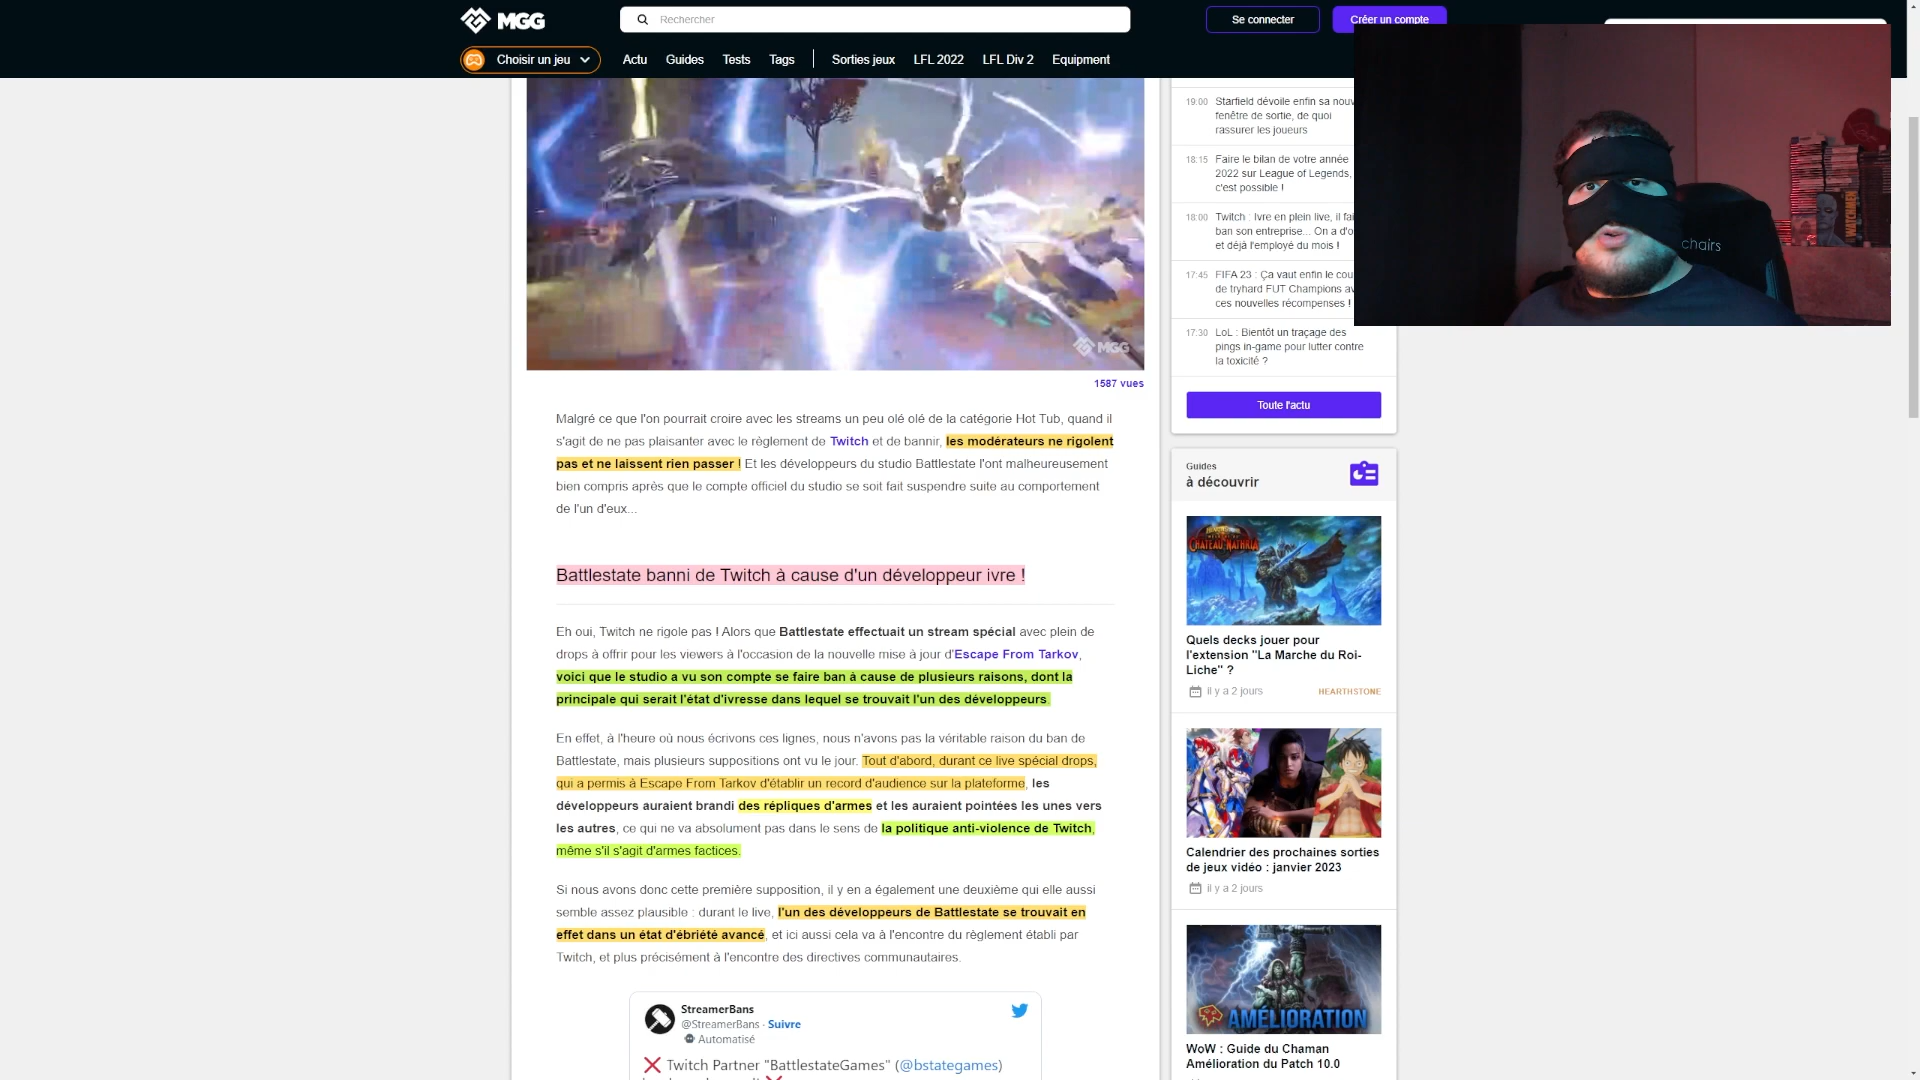 MGG
Rechercher
Se connecter
Créer un compte
Choisir un jeu
Actu
Guides
Tests
Tags
Sorties jeux
LFL 2022
LFL Div 2
Equipment
MGG
1587 vues
Malgré ce que l'on pourrait croire avec les streams un peu olé olé de la catégorie Hot Tub, quand il
s'agit de ne pas plaisanter avec le règlement de Twitch et de bannir, les modérateurs ne rigolent
pas et ne laissent rien passer ! Et les développeurs du studio Battlestate l'ont malheureusement
bien compris après que le compte officiel du studio se soit fait suspendre suite au comportement
de l'un d'eux...
Battlestate banni de Twitch à cause d'un développeur ivre !
Eh oui, Twitch ne rigole pas ! Alors que Battlestate effectuait un stream spécial avec plein de
drops à offrir pour les viewers à l'occasion de la nouvelle mise à jour d'Escape From Tarkov,
voici que le studio a vu son compte se faire ban à cause de plusieurs raisons, dont la
principale qui serait l'état d'ivresse dans lequel se trouvait l'un des développeurs.
En effet, à l'heure où nous écrivons ces lignes, nous n'avons pas la véritable raison du ban de
Battlestate, mais plusieurs suppositions ont vu le jour. Tout d'abord, durant ce live spécial drops,
qui a permis à Escape From Tarkov d'établir un record d'audience sur la plateforme, les
développeurs auraient brandi des répliques d'armes et les auraient pointées les unes vers
les autres, ce qui ne va absolument pas dans le sens de la politique anti-violence de Twitch,
même s'il s'agit d'armes factices.
Si nous avons donc cette première supposition, il y en a également une deuxième qui elle aussi
semble assez plausible : durant le live, l'un des développeurs de Battlestate se trouvait en
effet dans un état d'ébriété avancé, et ici aussi cela va à l'encontre du règlement établi par
Twitch, et plus précisément à l'encontre des directives communautaires.
StreamerBans
@StreamerBans · Suivre
Automatisé
Twitch Partner "BattlestateGames" (@bstategames)
19:00 Starfield dévoile enfin sa nouv
fenêtre de sortie, de quoi
rassurer les joueurs
18:15 Faire le bilan de votre année
2022 sur League of Legends,
c'est possible !
18:00 Twitch : Ivre en plein live, il fai
ban son entreprise... On a d'o
et déjà l'employé du mois !
17:45 FIFA 23 : Ça vaut enfin le cou
de tryhard FUT Champions av
ces nouvelles récompenses !
17:30 LoL : Bientôt un traçage des
pings in-game pour lutter contre
la toxicité ?
Toute l'actu
Guides
à découvrir
CHÂTEAU NATHRIA
Quels decks jouer pour
l'extension "La Marche du Roi-
Liche" ?
il y a 2 jours
HEARTHSTONE
Calendrier des prochaines sorties
de jeux vidéo : janvier 2023
il y a 2 jours
AMÉLIORATION
WoW : Guide du Chaman
Amélioration du Patch 10.0
chairs
WATCHMEN